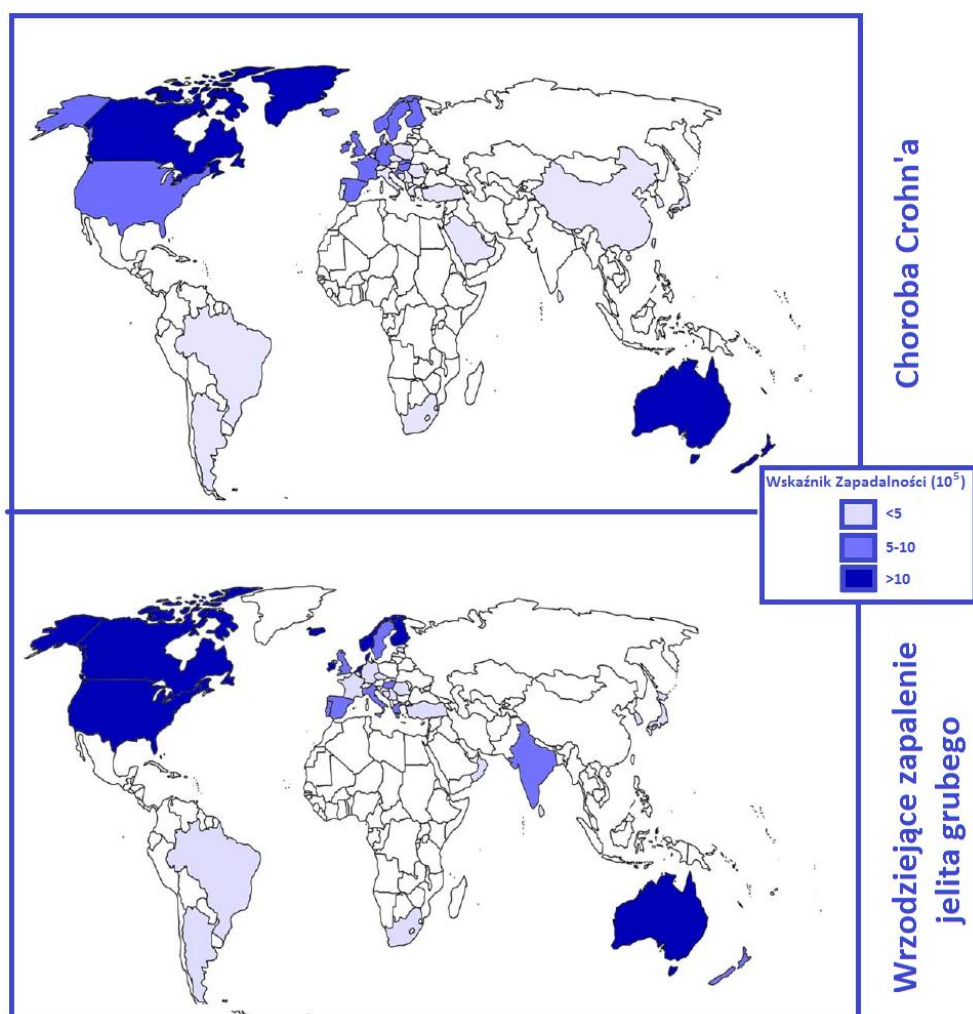 Choroba Crohn'a
Wskaźnik Zapadalności (10⁵)
<5
5-10
>10
Wrzodziejące zapalenie
jelita grubego